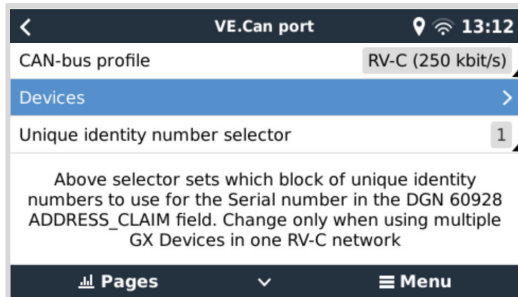 VE.Can port 13:12
CAN-bus profile RV-C (250 kbit/s)
Devices
Unique identity number selector 1
Above selector sets which block of unique identity
numbers to use for the Serial number in the DGN 60928
ADDRESS_CLAIM field. Change only when using multiple
GX Devices in one RV-C network
Pages Menu